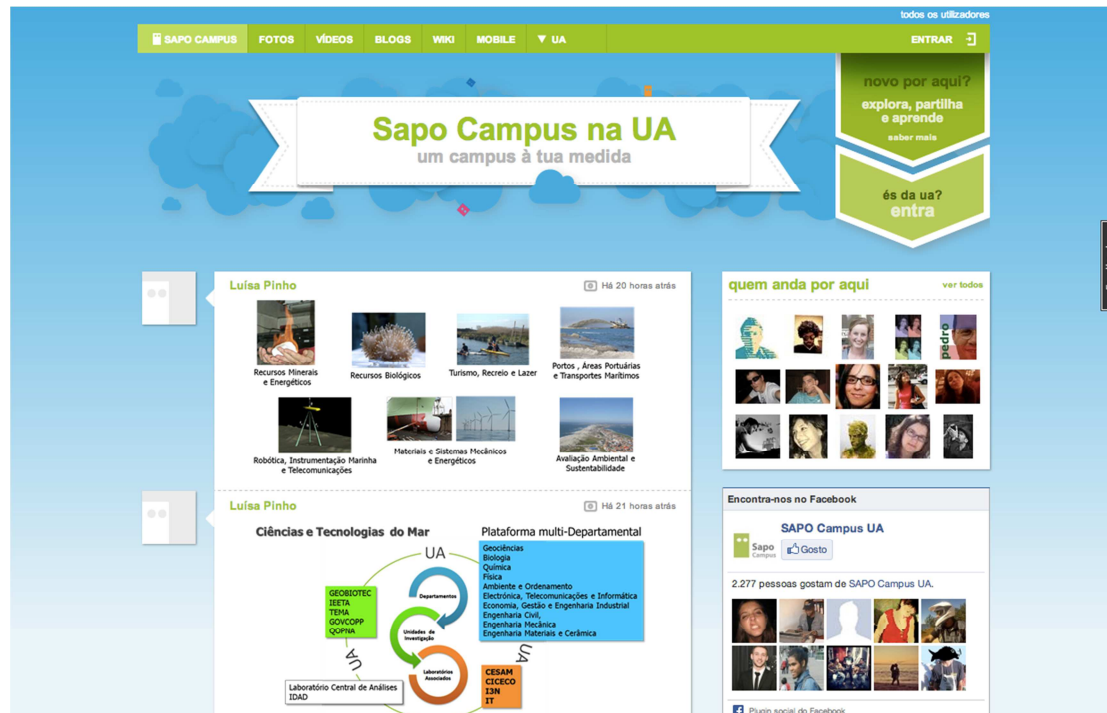 todos os utilizadores
SAPO CAMPUS FOTOS VÍDEOS BLOGS WIKI MOBILE ▼ UA ENTRAR
Sapo Campus na UA
um campus à tua medida
novo por aqui?
explora, partilha
e aprende
saber mais
és da ua?
entra
Luísa Pinho
Há 20 horas atrás
Recursos Minerais
e Energéticos
Recursos Biológicos
Turismo, Recreio e Lazer
Portos , Áreas Portuárias
e Transportes Marítimos
Robótica, Instrumentação Marinha
e Telecomunicações
Materiais e Sistemas Mecânicos
e Energéticos
Avaliação Ambiental e
Sustentabilidade
Luísa Pinho
Há 21 horas atrás
Ciências e Tecnologias do Mar
Plataforma multi-Departamental
UA
Geociências
Biologia
Química
Física
Ambiente e Ordenamento
Electrónica, Telecomunicações e Informática
Economia, Gestão e Engenharia Industrial
Engenharia Civil,
Engenharia Mecânica
Engenharia Materiais e Cerâmica
GEOBIOTEC
IEETA
TEMA
GOVCOPP
QOPNA
Departamentos
Unidades de
Investigação
Laboratórios
Associados
UA
UA
CESAM
CICECO
I3N
IT
Laboratório Central de Análises
IDAD
quem anda por aqui
ver todos
pedro
Encontra-nos no Facebook
SAPO Campus UA
Sapo
Campus
Gosto
2.277 pessoas gostam de SAPO Campus UA.
Plugin social do Facebook